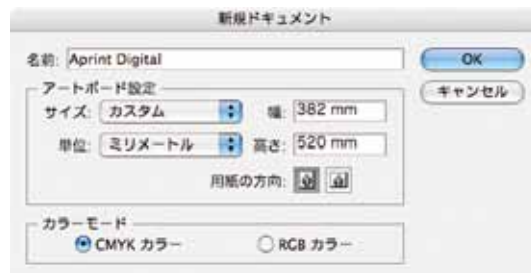 新規ドキュメント
名前: Aprint Digital
OK
キャンセル
アートボード設定
サイズ: カスタム 幅: 382 mm
単位: ミリメートル 高さ: 520 mm
用紙の方向:
カラーモード
CMYK カラー RGB カラー